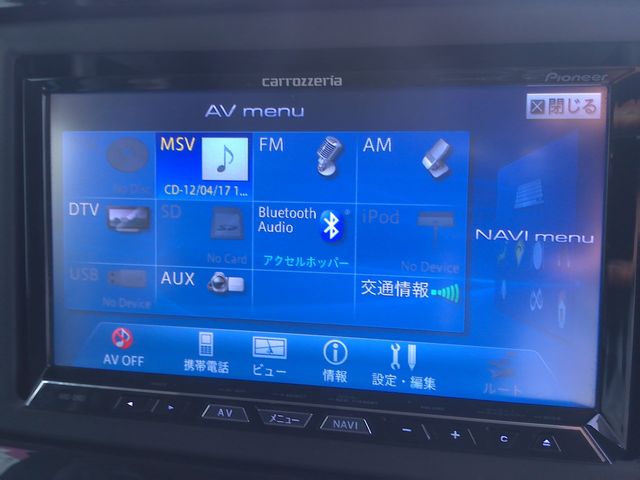 carrozzeria
Pioneer
AV menu
閉じる
No Disc
MSV
CD-12/04/17 1...
FM
AM
DTV
SD
No Card
Bluetooth
Audio
アクセルホッパー
iPod
No Device
NAVI menu
USB
No Device
AUX
交通情報
AV OFF
携帯電話
ビュー
情報
設定・編集
ルート
AV
メニュー
NAVI
−
+
C